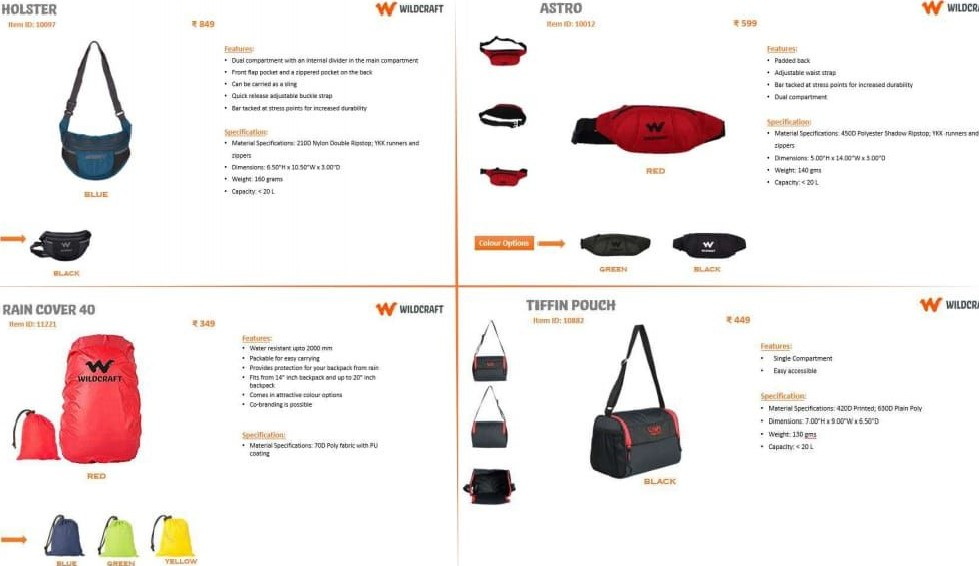 HOLSTER
WILDCRAFT
Item ID: 10097
₹ 849
Features:
• Dual compartment with an internal divider in the main compartment
• Front flap pocket and a zippered pocket on the back
• Can be carried as a sling
• Quick release adjustable buckle strap
• Bar tacked at stress points for increased durability
Specification:
• Material Specifications: 210D Nylon Double Ripstop; YKK runners and
zippers
• Dimensions: 6.50"H x 10.50"W x 3.00"D
• Weight: 160 grams
• Capacity: < 20 L
BLUE
BLACK
ASTRO
WILDCRA
Item ID: 10012
₹ 599
Features:
• Padded back
• Adjustable waist strap
• Bar tacked at stress points for increased durability
• Dual compartment
Specification:
• Material Specifications: 450D Polyester Shadow Ripstop; YKK runners and
zippers
• Dimensions: 5.00"H x 14.00"W x 3.00"D
• Weight: 140 gms
• Capacity: < 20 L
RED
Colour Options
GREEN
BLACK
RAIN COVER 40
WILDCRAFT
Item ID: 11221
₹ 349
Features:
• Water resistant upto 2000 mm
• Packable for easy carrying
• Provides protection for your backpack from rain
• Fits from 14" inch backpack and up to 20" inch
backpack
• Comes in attractive colour options
• Co-branding is possible
Specification:
• Material Specifications: 70D Poly fabric with PU
coating
WILDCRAFT
RED
BLUE
GREEN
YELLOW
TIFFIN POUCH
WILDCRA
Item ID: 10882
₹ 449
Features:
• Single Compartment
• Easy accessible
Specification:
• Material Specifications: 420D Printed; 630D Plain Poly
• Dimensions: 7.00"H x 9.00"W x 6.50"D
• Weight: 130 gms
• Capacity: < 20 L
BLACK